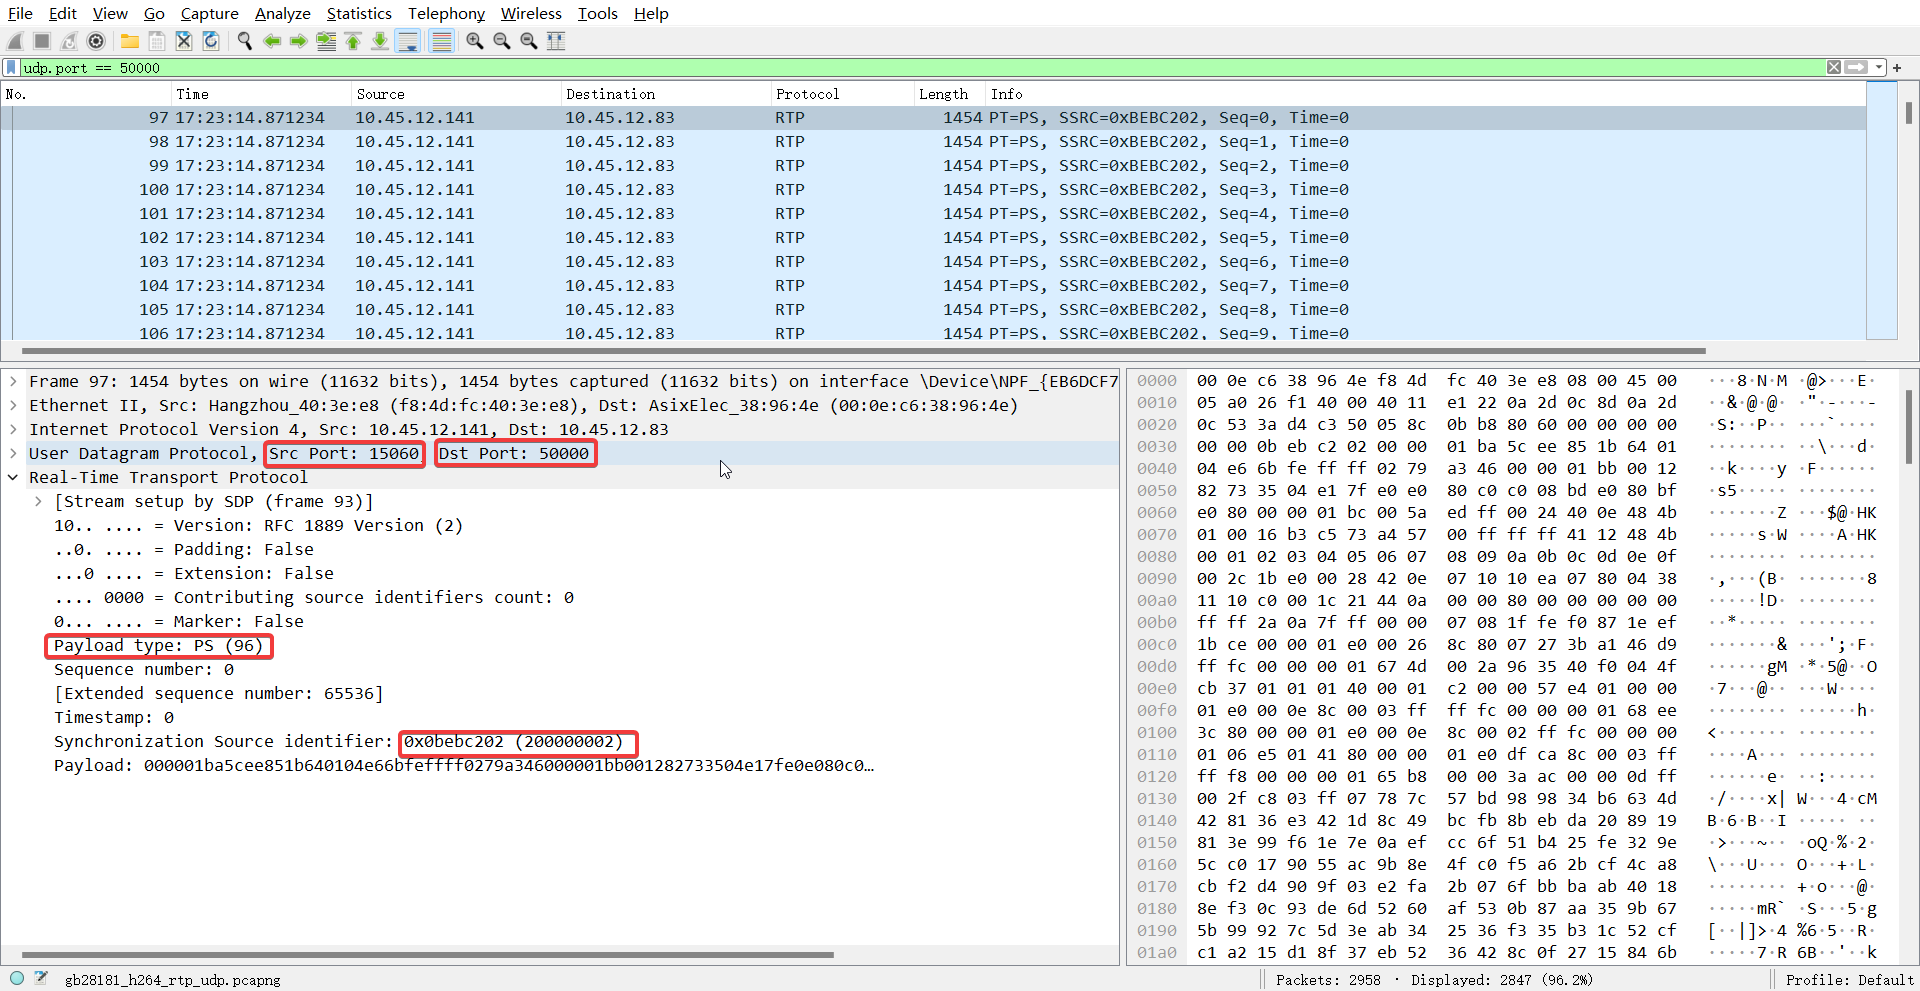 File Edit View Go Capture Analyze Statistics Telephony Wireless Tools Help
udp.port == 50000
No. Time Source Destination Protocol Length Info
97 17:23:14.871234 10.45.12.141 10.45.12.83 RTP 1454 PT=PS, SSRC=0xBEBC202, Seq=0, Time=0
98 17:23:14.871234 10.45.12.141 10.45.12.83 RTP 1454 PT=PS, SSRC=0xBEBC202, Seq=1, Time=0
99 17:23:14.871234 10.45.12.141 10.45.12.83 RTP 1454 PT=PS, SSRC=0xBEBC202, Seq=2, Time=0
100 17:23:14.871234 10.45.12.141 10.45.12.83 RTP 1454 PT=PS, SSRC=0xBEBC202, Seq=3, Time=0
101 17:23:14.871234 10.45.12.141 10.45.12.83 RTP 1454 PT=PS, SSRC=0xBEBC202, Seq=4, Time=0
102 17:23:14.871234 10.45.12.141 10.45.12.83 RTP 1454 PT=PS, SSRC=0xBEBC202, Seq=5, Time=0
103 17:23:14.871234 10.45.12.141 10.45.12.83 RTP 1454 PT=PS, SSRC=0xBEBC202, Seq=6, Time=0
104 17:23:14.871234 10.45.12.141 10.45.12.83 RTP 1454 PT=PS, SSRC=0xBEBC202, Seq=7, Time=0
105 17:23:14.871234 10.45.12.141 10.45.12.83 RTP 1454 PT=PS, SSRC=0xBEBC202, Seq=8, Time=0
106 17:23:14.871234 10.45.12.141 10.45.12.83 RTP 1454 PT=PS, SSRC=0xBEBC202, Seq=9, Time=0
Frame 97: 1454 bytes on wire (11632 bits), 1454 bytes captured (11632 bits) on interface \Device\NPF_{EB6DCF7
Ethernet II, Src: Hangzhou_40:3e:e8 (f8:4d:fc:40:3e:e8), Dst: AsixElec_38:96:4e (00:0e:c6:38:96:4e)
Internet Protocol Version 4, Src: 10.45.12.141, Dst: 10.45.12.83
User Datagram Protocol, Src Port: 15060, Dst Port: 50000
Real-Time Transport Protocol
[Stream setup by SDP (frame 93)]
10.. .... = Version: RFC 1889 Version (2)
..0. .... = Padding: False
...0 .... = Extension: False
.... 0000 = Contributing source identifiers count: 0
0... .... = Marker: False
Payload type: PS (96)
Sequence number: 0
[Extended sequence number: 65536]
Timestamp: 0
Synchronization Source identifier: 0x0bebc202 (200000002)
Payload: 000001ba5cee851b640104e66bfeffff0279a346000001bb001282733504e17fe0e080c0…
0000 00 0e c6 38 96 4e f8 4d fc 40 3e e8 08 00 45 00 ···8·N·M ·@>···E·
0010 05 a0 26 f1 40 00 40 11 e1 22 0a 2d 0c 8d 0a 2d ··&·@·@· ·"·-···-
0020 0c 53 3a d4 c3 50 05 8c 0b b8 80 60 00 00 00 00 ·S:··P·· ···`····
0030 00 00 0b eb c2 02 00 00 01 ba 5c ee 85 1b 64 01 ········ ··\···d·
0040 04 e6 6b fe ff ff 02 79 a3 46 00 00 01 bb 00 12 ··k····y ·F······
0050 82 73 35 04 e1 7f e0 e0 80 c0 c0 08 bd e0 80 bf ·s5····· ········
0060 e0 80 00 00 01 bc 00 5a ed ff 00 24 40 0e 48 4b ·······Z ···$@·HK
0070 01 00 16 b3 c5 73 a4 57 00 ff ff ff 41 12 48 4b ·····s·W ····A·HK
0080 00 01 02 03 04 05 06 07 08 09 0a 0b 0c 0d 0e 0f ········ ········
0090 00 2c 1b e0 00 28 42 0e 07 10 10 ea 07 80 04 38 ·,···(B· ·······8
00a0 11 10 c0 00 1c 21 44 0a 00 00 80 00 00 00 00 00 ·····!D· ········
00b0 ff ff 2a 0a 7f ff 00 00 07 08 1f fe f0 87 1e ef ··*····· ········
00c0 1b ce 00 00 01 e0 00 26 8c 80 07 27 3b a1 46 d9 ·······& ···';·F·
00d0 ff fc 00 00 00 01 67 4d 00 2a 96 35 40 f0 04 4f ······gM ·*·5@··O
00e0 cb 37 01 01 01 40 00 01 c2 00 00 57 e4 01 00 00 ·7···@·· ···W····
00f0 01 e0 00 0e 8c 00 03 ff ff fc 00 00 00 01 68 ee ········ ······h·
0100 3c 80 00 00 01 e0 00 0e 8c 00 02 ff fc 00 00 00 <······· ········
0110 01 06 e5 01 41 80 00 00 01 e0 df ca 8c 00 03 ff ····A··· ········
0120 ff f8 00 00 00 01 65 b8 00 00 3a ac 00 00 0d ff ······e· ··:·····
0130 00 2f c8 03 ff 07 78 7c 57 bd 98 98 34 b6 63 4d ·/····x| W···4·cM
0140 42 81 36 e3 42 1d 8c 49 bc fb 8b eb da 20 89 19 B·6·B··I ····· ··
0150 81 3e 99 f6 1e 7e 0a ef cc 6f 51 b4 25 fe 32 9e ·>···~·· ·oQ·%·2·
0160 5c c0 17 90 55 ac 9b 8e 4f c0 f5 a6 2b cf 4c a8 \···U··· O···+·L·
0170 cb f2 d4 90 9f 03 e2 fa 2b 07 6f bb ba ab 40 18 ········ +·o···@·
0180 8e f3 0c 93 de 6d 52 60 af 53 0b 87 aa 35 9b 67 ·····mR` ·S···5·g
0190 5b 99 92 7c 5d 3e ab 34 25 36 f3 35 b3 1c 52 cf [··|]>·4 %6·5··R·
01a0 c1 a2 15 d1 8f 37 eb 52 36 42 8c 0f 27 15 84 6b ·····7·R 6B··'··k
gb28181_h264_rtp_udp.pcapng Packets: 2958 · Displayed: 2847 (96.2%) Profile: Default